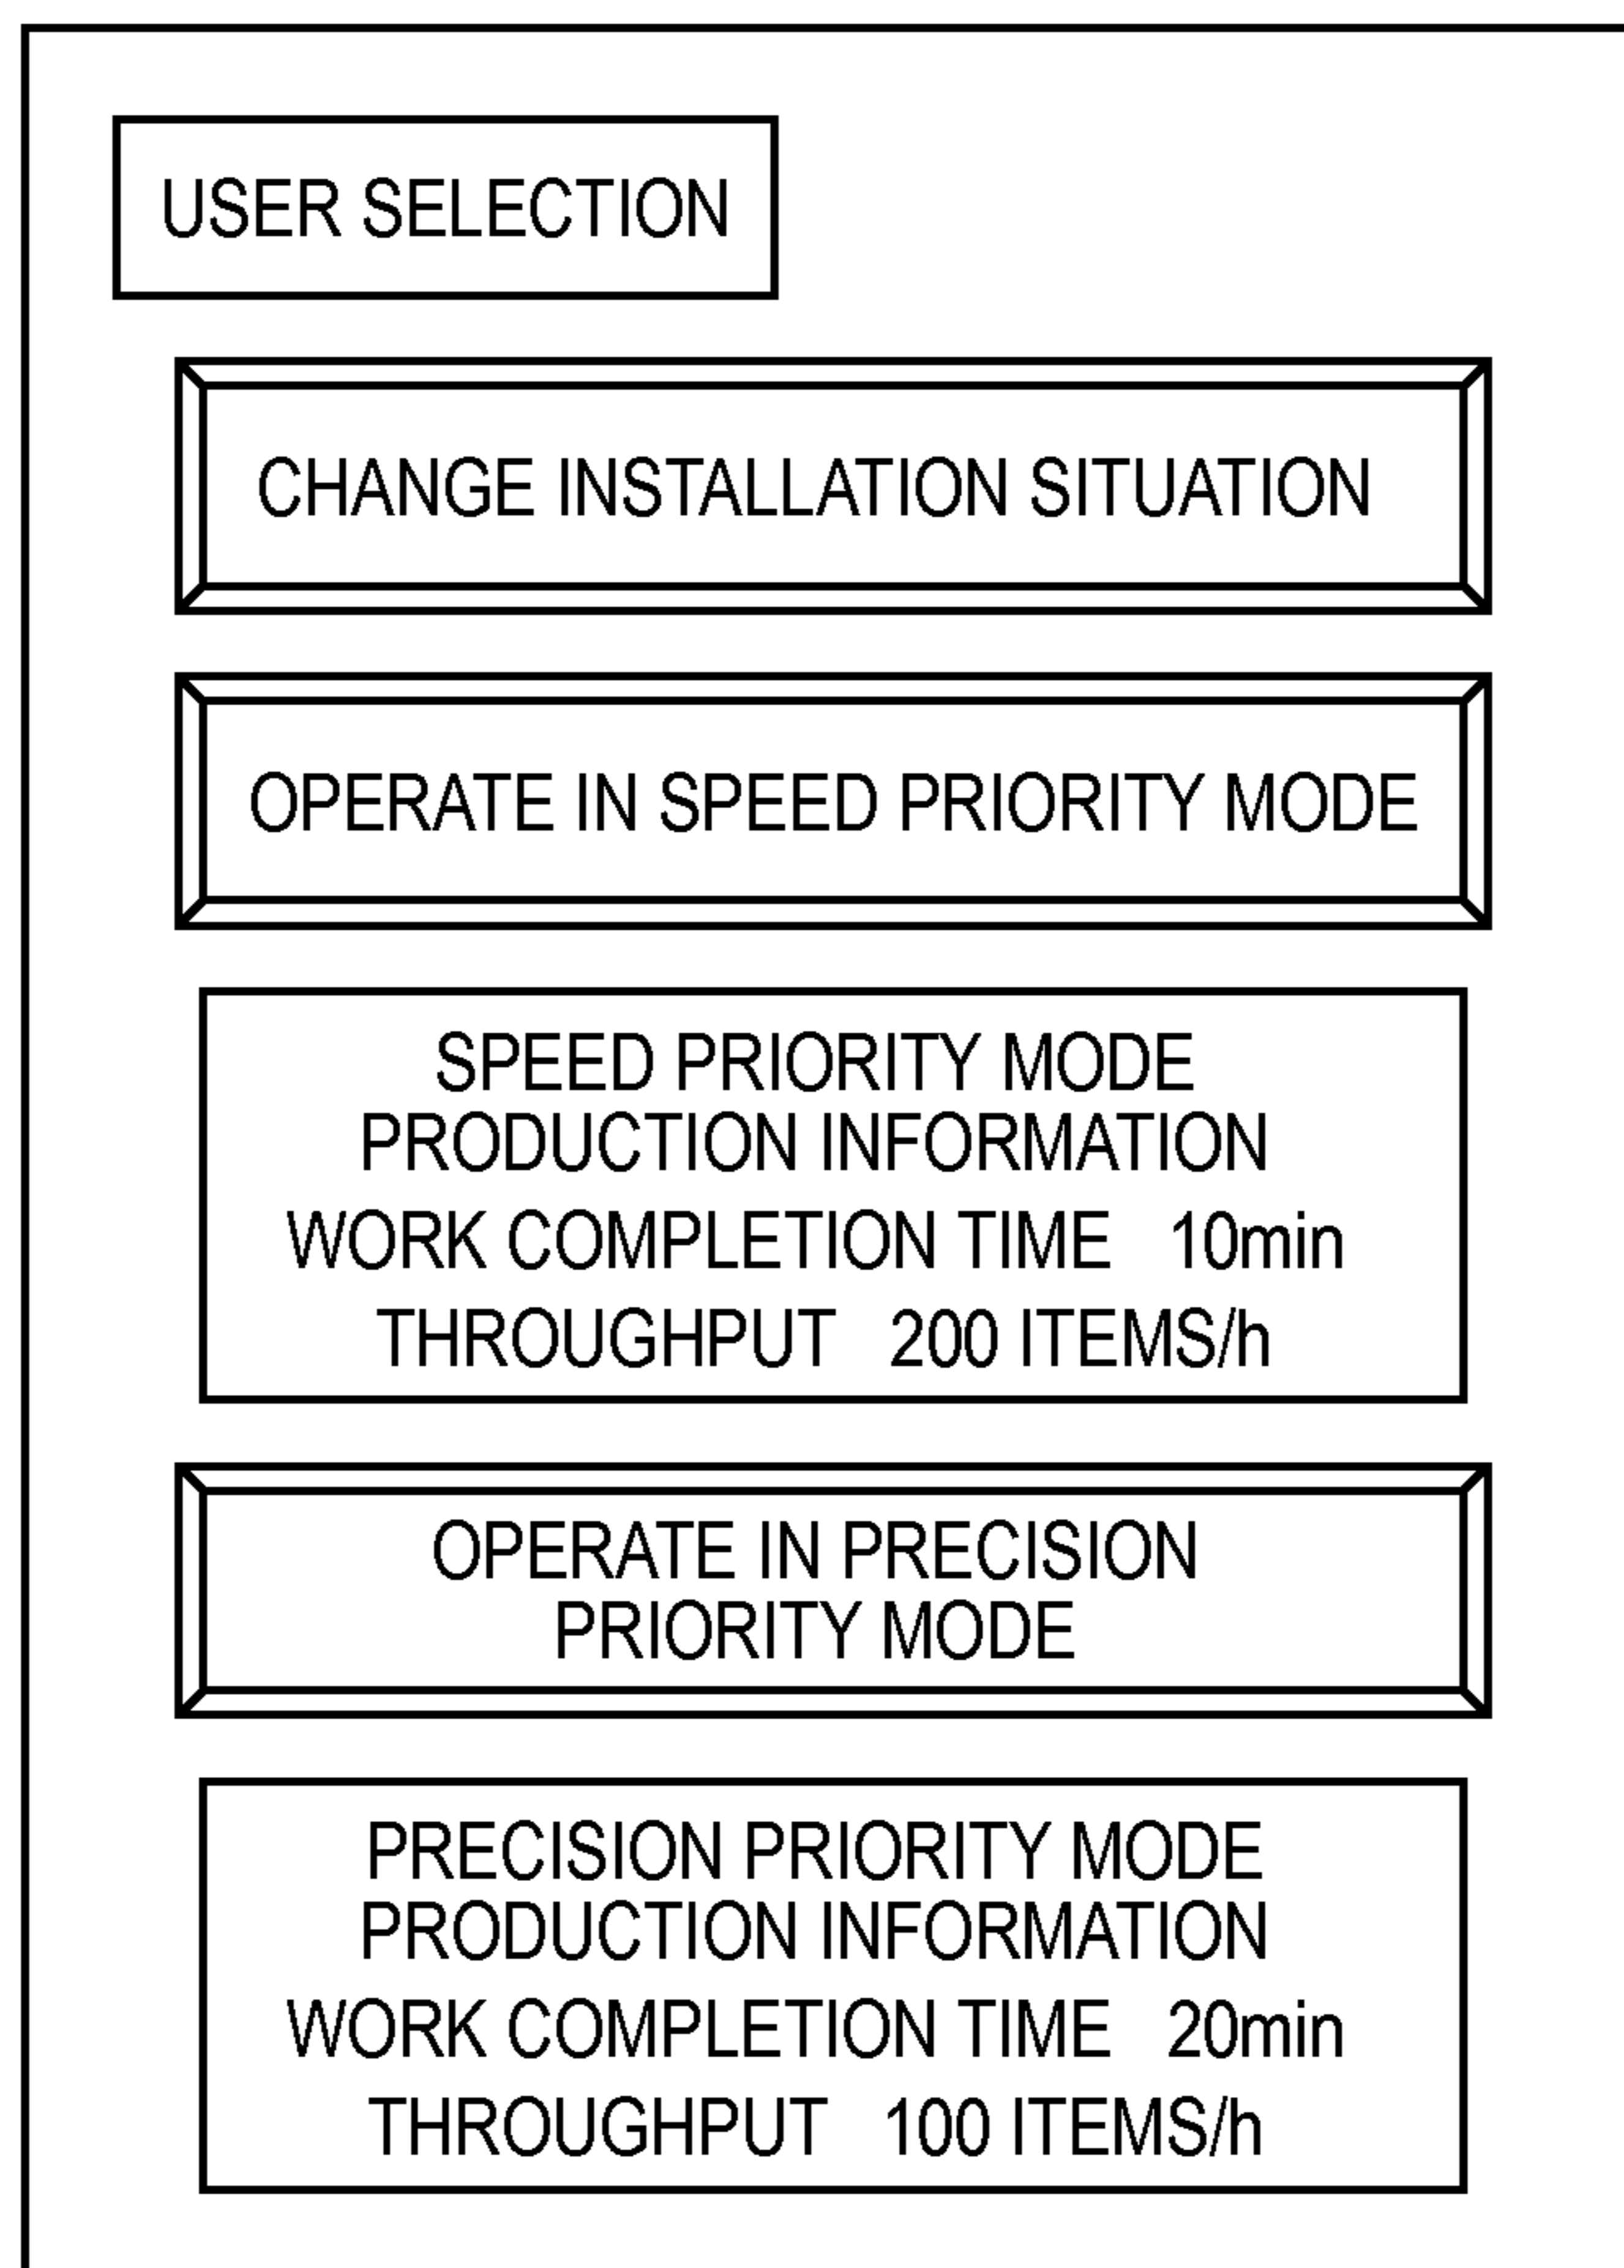 USER SELECTION
CHANGE INSTALLATION SITUATION
OPERATE IN SPEED PRIORITY MODE
SPEED PRIORITY MODE
PRODUCTION INFORMATION
WORK COMPLETION TIME 10min
THROUGHPUT 200 ITEMS/h
OPERATE IN PRECISION
PRIORITY MODE
PRECISION PRIORITY MODE
PRODUCTION INFORMATION
WORK COMPLETION TIME 20min
THROUGHPUT 100 ITEMS/h